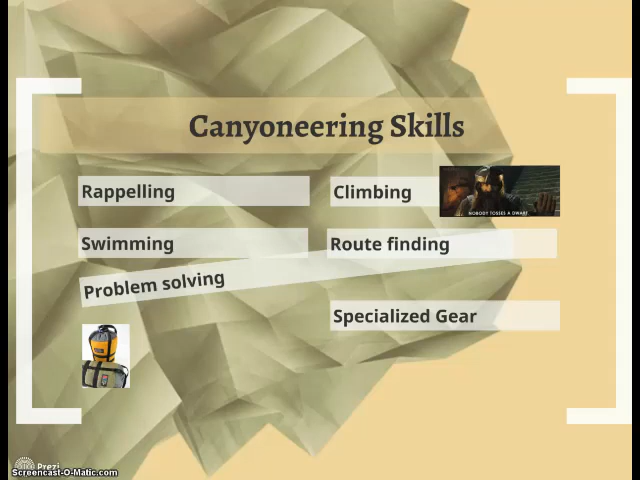 Canyoneering Skills
Rappelling
Climbing
NOBODY TOSSES A DWARF
Swimming
Route finding
Problem solving
Specialized Gear
Prezi
Screencast-O-Matic.com